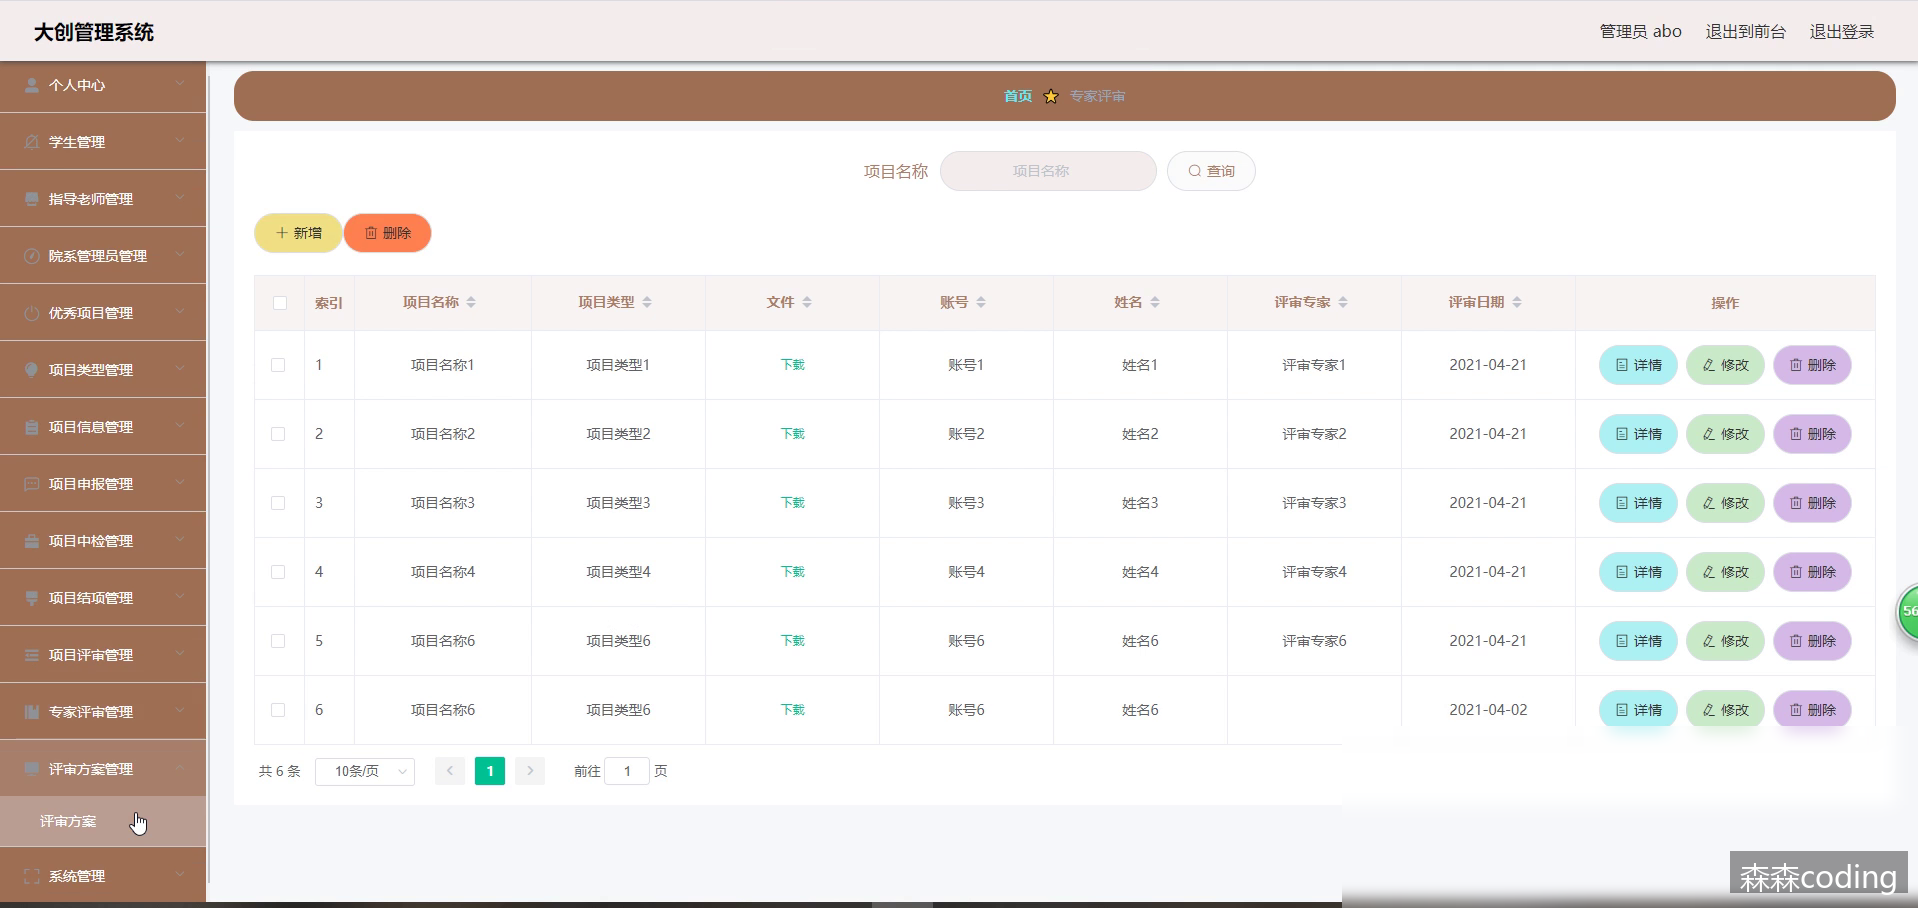 大创管理系统
管理员 abo 退出到前台 退出登录
个人中心
学生管理
指导老师管理
院系管理员管理
优秀项目管理
项目类型管理
项目信息管理
项目申报管理
项目中检管理
项目结项管理
项目评审管理
专家评审管理
评审方案管理
评审方案
系统管理
首页 专家评审
项目名称 项目名称 查询
新增 删除
索引 项目名称 项目类型 文件 账号 姓名 评审专家 评审日期 操作
1 项目名称1 项目类型1 下载 账号1 姓名1 评审专家1 2021-04-21 详情 修改 删除
2 项目名称2 项目类型2 下载 账号2 姓名2 评审专家2 2021-04-21 详情 修改 删除
3 项目名称3 项目类型3 下载 账号3 姓名3 评审专家3 2021-04-21 详情 修改 删除
4 项目名称4 项目类型4 下载 账号4 姓名4 评审专家4 2021-04-21 详情 修改 删除
5 项目名称6 项目类型6 下载 账号6 姓名6 评审专家6 2021-04-21 详情 修改 删除
6 项目名称6 项目类型6 下载 账号6 姓名6 2021-04-02 详情 修改 删除
共 6 条 10条/页 1 前往 1 页
56
森森coding